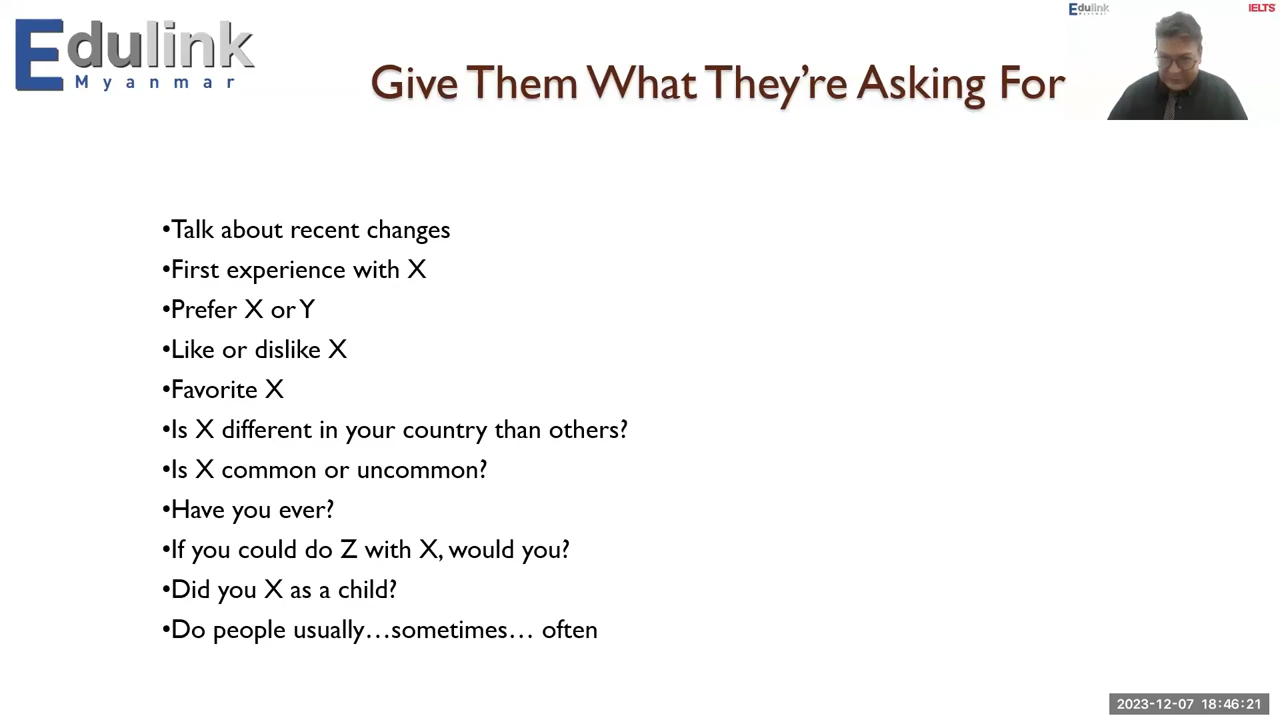 Edulink
Myanmar
Give Them What They're Asking For
Edulink
Myanmar
IELTS
•Talk about recent changes
•First experience with X
•Prefer X or Y
•Like or dislike X
•Favorite X
•Is X different in your country than others?
•Is X common or uncommon?
•Have you ever?
•If you could do Z with X, would you?
•Did you X as a child?
•Do people usually…sometimes… often
2023-12-07 18:46:21